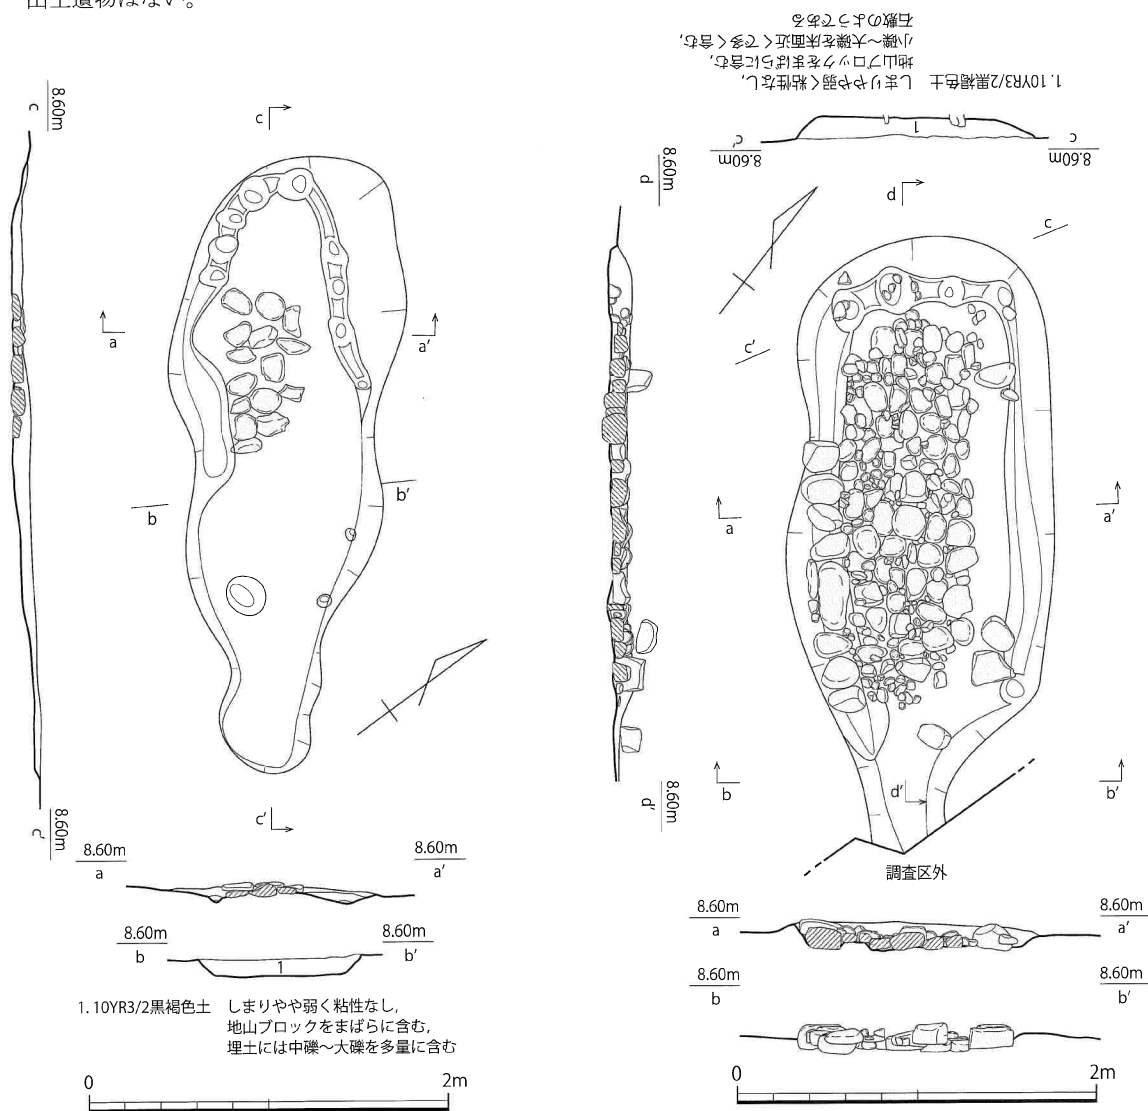 出土遺物はない。
8.60m
c
c
a
a′
b
b′
c′
8.60m
c′
8.60m
a
8.60m
a′
8.60m
b
8.60m
b′
1
1. 10YR3/2黒褐色土　しまりやや弱く粘性なし,
地山ブロックをまばらに含む,
埋土には中礫～大礫を多量に含む
0
2m
1. 10YR3/2黒褐色土　しまりやや弱く粘性なし,
地山ブロックをまばらに含む,
小礫～大礫を床面近くで多く含む,
石敷のようである
1
8.60m
c′
8.60m
c
8.60m
d
d
c
c′
a
a′
b
b′
d′
8.60m
d′
調査区外
8.60m
a
8.60m
a′
8.60m
b
8.60m
b′
0
2m